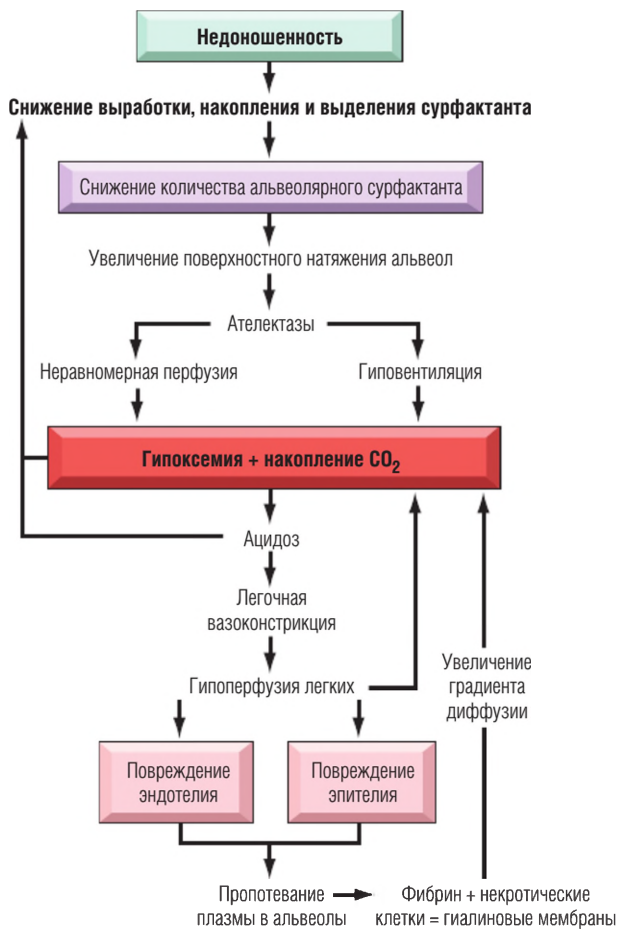 Недоношенность
Снижение выработки, накопления и выделения сурфактанта
Снижение количества альвеолярного сурфактанта
Увеличение поверхностного натяжения альвеол
Ателектазы
Неравномерная перфузия
Гиповентиляция
Гипоксемия + накопление CO2
Ацидоз
Легочная
вазоконстрикция
Гипоперфузия легких
Увеличение
градиента
диффузии
Повреждение
эндотелия
Повреждение
эпителия
Пропотевание
плазмы в альвеолы
Фибрин + некротические
клетки = гиалиновые мембраны